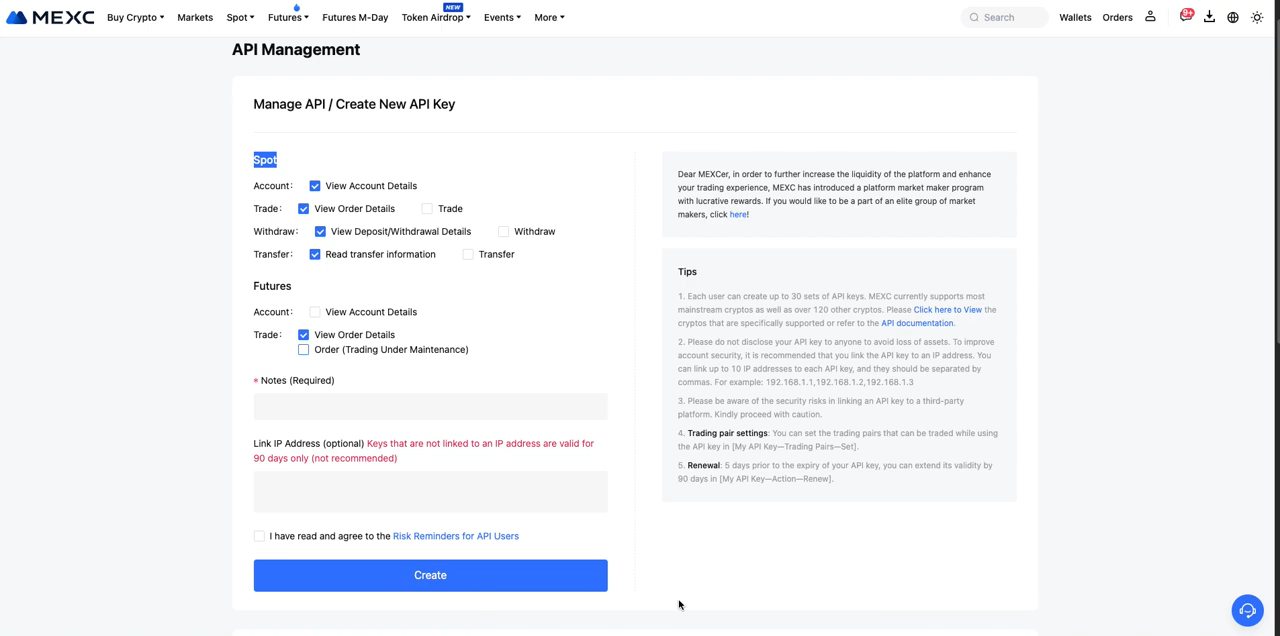 MEXC Buy Crypto Markets Spot Futures Futures M-Day Token Airdrop NEW Events More Search Wallets Orders 9+
API Management
Manage API / Create New API Key
Spot
Account: View Account Details
Trade: View Order Details Trade
Withdraw: View Deposit/Withdrawal Details Withdraw
Transfer: Read transfer information Transfer
Futures
Account: View Account Details
Trade: View Order Details
Order (Trading Under Maintenance)
* Notes (Required)
Link IP Address (optional) Keys that are not linked to an IP address are valid for
90 days only (not recommended)
I have read and agree to the Risk Reminders for API Users
Create
Dear MEXCer, in order to further increase the liquidity of the platform and enhance
your trading experience, MEXC has introduced a platform market maker program
with lucrative rewards. If you would like to be a part of an elite group of market
makers, click here!
Tips
1. Each user can create up to 30 sets of API keys. MEXC currently supports most
mainstream cryptos as well as over 120 other cryptos. Please Click here to View the
cryptos that are specifically supported or refer to the API documentation.
2. Please do not disclose your API key to anyone to avoid loss of assets. To improve
account security, it is recommended that you link the API key to an IP address. You
can link up to 10 IP addresses to each API key, and they should be separated by
commas. For example: 192.168.1.1,192.168.1.2,192.168.1.3
3. Please be aware of the security risks in linking an API key to a third-party
platform. Kindly proceed with caution.
4. Trading pair settings: You can set the trading pairs that can be traded while using
the API key in [My API Key—Trading Pairs—Set].
5. Renewal: 5 days prior to the expiry of your API key, you can extend its validity by
90 days in [My API Key—Action—Renew].